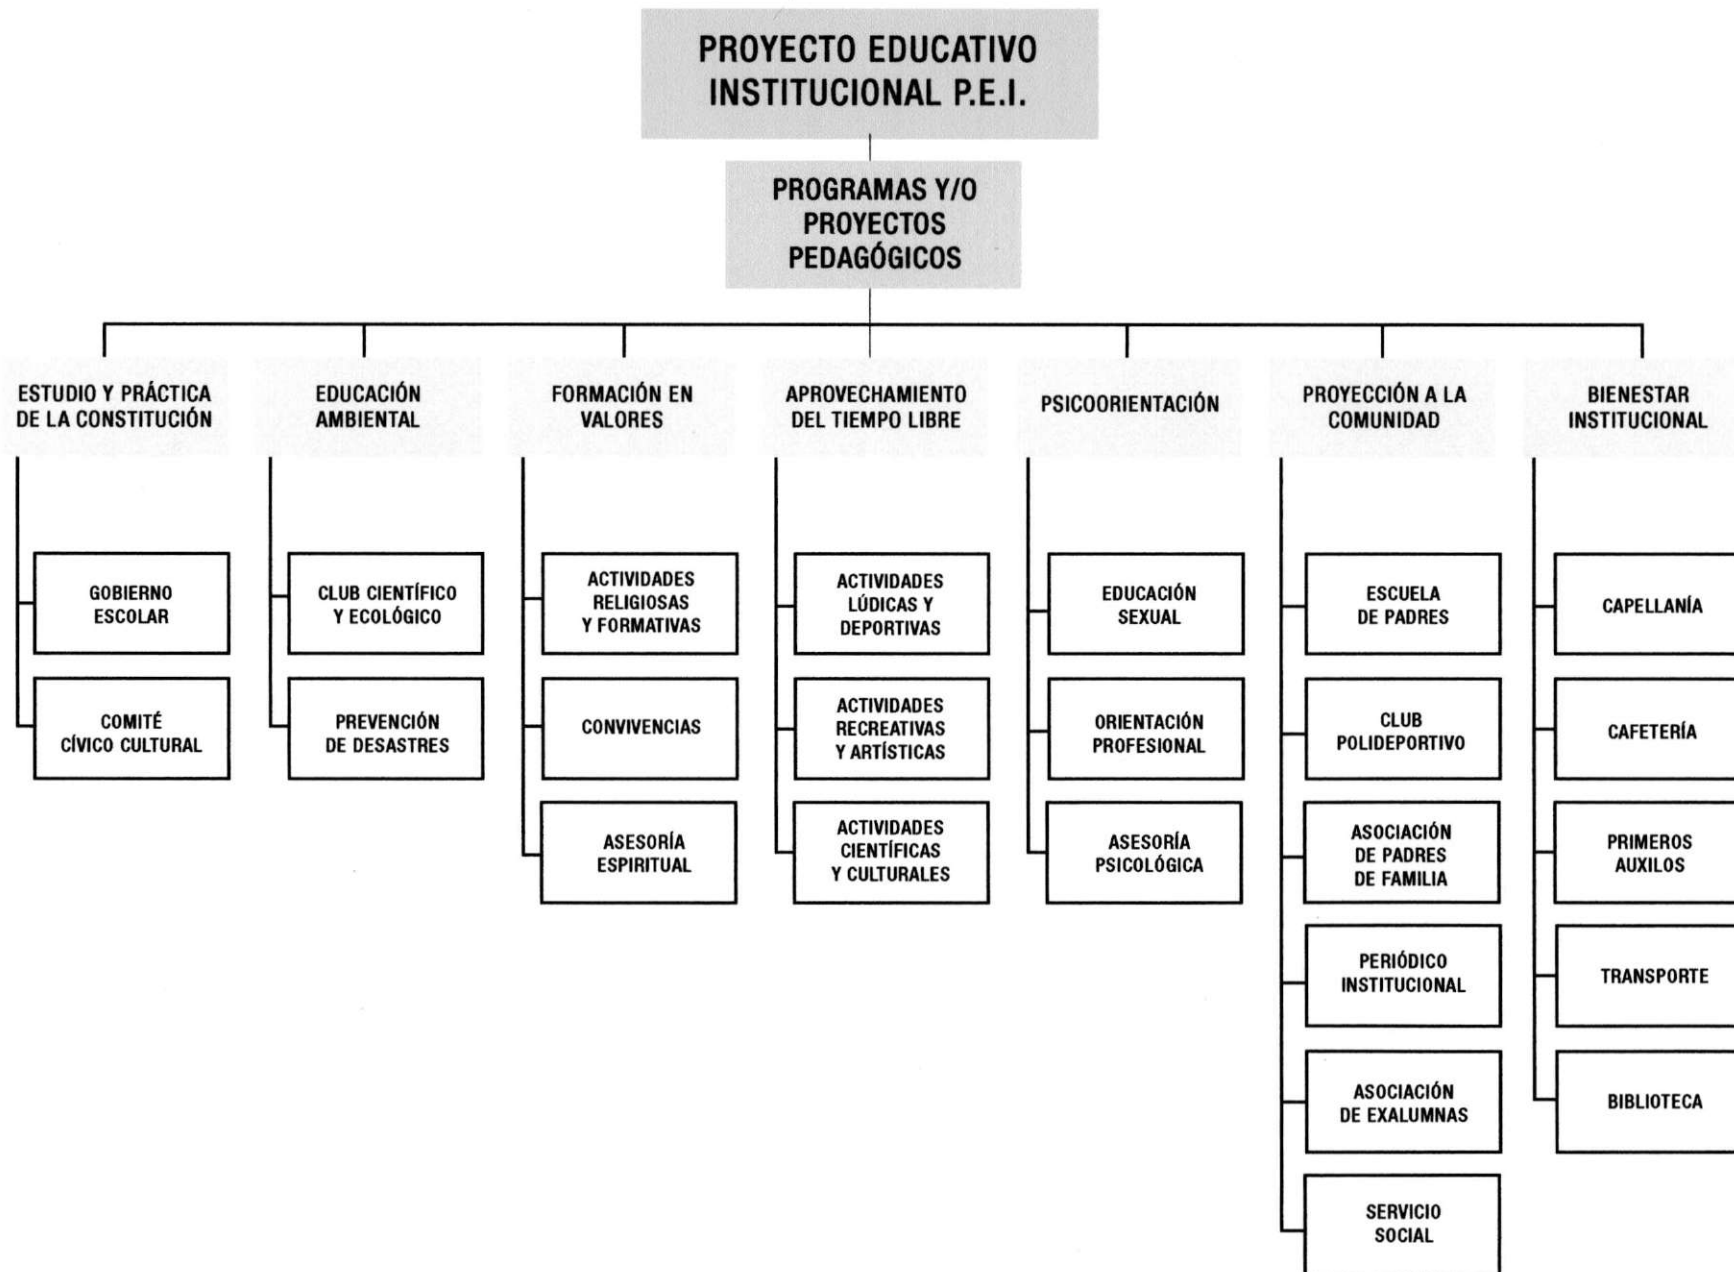 PROYECTO EDUCATIVO
INSTITUCIONAL P.E.I.
PROGRAMAS Y/O
PROYECTOS
PEDAGÓGICOS
ESTUDIO Y PRÁCTICA
DE LA CONSTITUCIÓN
GOBIERNO
ESCOLAR
COMITÉ
CÍVICO CULTURAL
EDUCACIÓN
AMBIENTAL
CLUB CIENTÍFICO
Y ECOLÓGICO
PREVENCIÓN
DE DESASTRES
FORMACIÓN EN
VALORES
ACTIVIDADES
RELIGIOSAS
Y FORMATIVAS
CONVIVENCIAS
ASESORÍA
ESPIRITUAL
APROVECHAMIENTO
DEL TIEMPO LIBRE
ACTIVIDADES
LÚDICAS Y
DEPORTIVAS
ACTIVIDADES
RECREATIVAS
Y ARTÍSTICAS
ACTIVIDADES
CIENTÍFICAS
Y CULTURALES
PSICOORIENTACIÓN
EDUCACIÓN
SEXUAL
ORIENTACIÓN
PROFESIONAL
ASESORÍA
PSICOLÓGICA
PROYECCIÓN A LA
COMUNIDAD
ESCUELA
DE PADRES
CLUB
POLIDEPORTIVO
ASOCIACIÓN
DE PADRES
DE FAMILIA
PERIÓDICO
INSTITUCIONAL
ASOCIACIÓN
DE EXALUMNAS
SERVICIO
SOCIAL
BIENESTAR
INSTITUCIONAL
CAPELLANÍA
CAFETERÍA
PRIMEROS
AUXILOS
TRANSPORTE
BIBLIOTECA